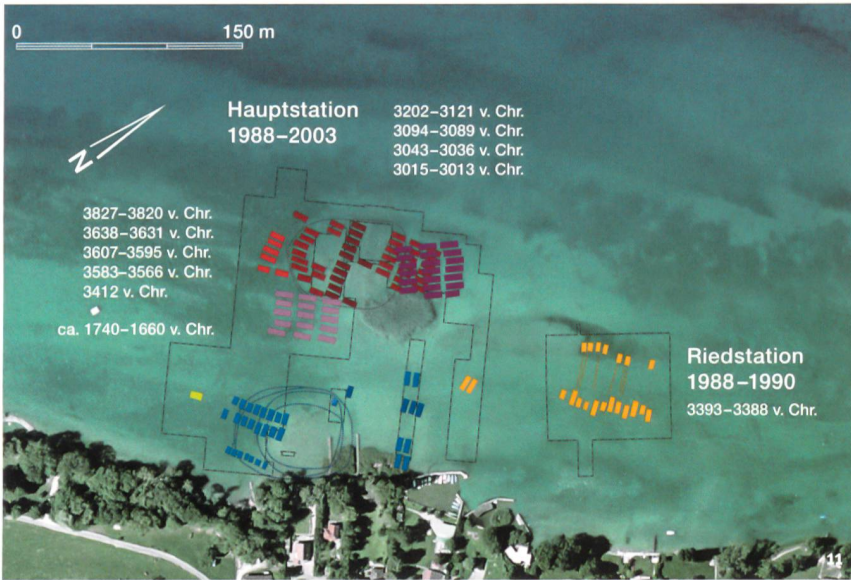 0 150 m
N
Hauptstation
1988–2003
3202–3121 v. Chr.
3094–3089 v. Chr.
3043–3036 v. Chr.
3015–3013 v. Chr.
3827–3820 v. Chr.
3638–3631 v. Chr.
3607–3595 v. Chr.
3583–3566 v. Chr.
3412 v. Chr.
ca. 1740–1660 v. Chr.
Riedstation
1988–1990
3393–3388 v. Chr.
11